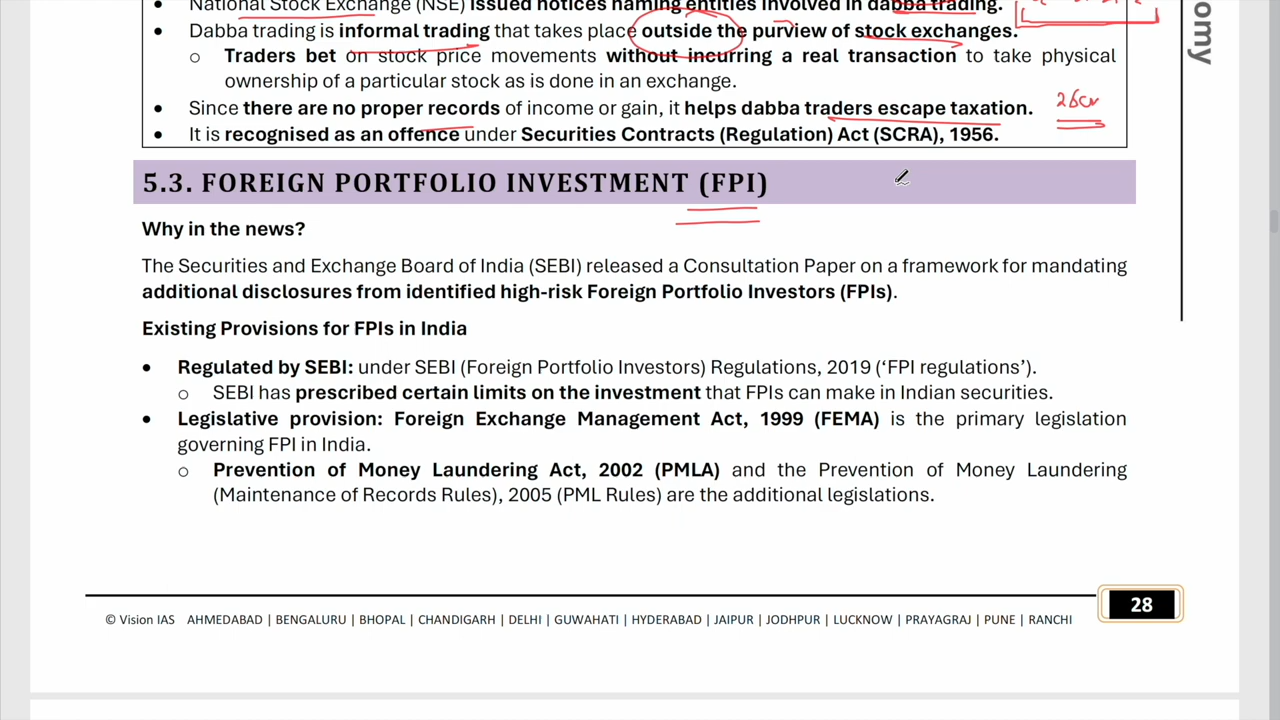 National Stock Exchange (NSE) issued notices naming entities involved in dabba trading.
• Dabba trading is informal trading that takes place outside the purview of stock exchanges.
o Traders bet on stock price movements without incurring a real transaction to take physical
ownership of a particular stock as is done in an exchange.
• Since there are no proper records of income or gain, it helps dabba traders escape taxation.
• It is recognised as an offence under Securities Contracts (Regulation) Act (SCRA), 1956.
5.3. FOREIGN PORTFOLIO INVESTMENT (FPI)
Why in the news?
The Securities and Exchange Board of India (SEBI) released a Consultation Paper on a framework for mandating
additional disclosures from identified high-risk Foreign Portfolio Investors (FPIs).
Existing Provisions for FPIs in India
• Regulated by SEBI: under SEBI (Foreign Portfolio Investors) Regulations, 2019 (‘FPI regulations’).
o SEBI has prescribed certain limits on the investment that FPIs can make in Indian securities.
• Legislative provision: Foreign Exchange Management Act, 1999 (FEMA) is the primary legislation
governing FPI in India.
o Prevention of Money Laundering Act, 2002 (PMLA) and the Prevention of Money Laundering
(Maintenance of Records Rules), 2005 (PML Rules) are the additional legislations.
© Vision IAS AHMEDABAD | BENGALURU | BHOPAL | CHANDIGARH | DELHI | GUWAHATI | HYDERABAD | JAIPUR | JODHPUR | LUCKNOW | PRAYAGRAJ | PUNE | RANCHI
28